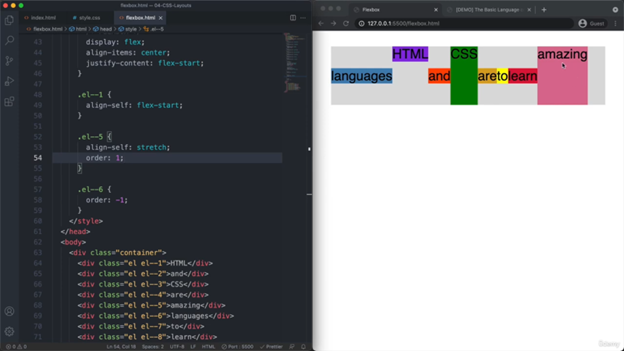 flexbox.html — 54-CSS-Layouts
index.html
style.css
flexbox.html
flexbox.html > html > head > style > .el--5
43 display: flex;
44 align-items: center;
45 justify-content: flex-start;
46 }
47
48 .el--1 {
49 align-self: flex-start;
50 }
51
52 .el--5 {
53 align-self: stretch;
54 order: 1;
55 }
56
57 .el--6 {
58 order: -1;
59 }
60 </style>
61 </head>
62 <body>
63 <div class="container">
64 <div class="el el--1">HTML</div>
65 <div class="el el--2">and</div>
66 <div class="el el--3">CSS</div>
67 <div class="el el--4">are</div>
68 <div class="el el--5">amazing</div>
69 <div class="el el--6">languages</div>
70 <div class="el el--7">to</div>
71 <div class="el el--8">learn</div>
Ln 54, Col 16 Spaces: 2 UTF-8 LF HTML Port : 5500 Prettier
Flexbox
[DEMO] The Basic Language
127.0.0.1:5500/flexbox.html
Guest
languages HTML and CSS are to learn amazing
Udemy